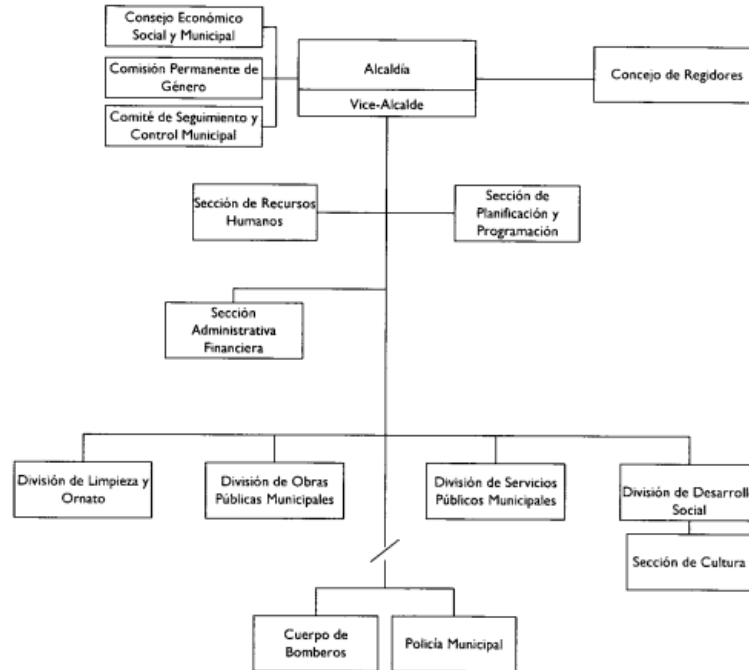 Consejo Económico
Social y Municipal
Comisión Permanente de
Género
Comité de Seguimiento y
Control Municipal
Alcaldía
Vice-Alcalde
Concejo de Regidores
Sección de Recursos
Humanos
Sección de
Planificación y
Programación
Sección
Administrativa
Financiera
División de Limpieza y
Ornato
División de Obras
Públicas Municipales
División de Servicios
Públicos Municipales
División de Desarrollo
Social
Sección de Cultura
Cuerpo de
Bomberos
Policía Municipal